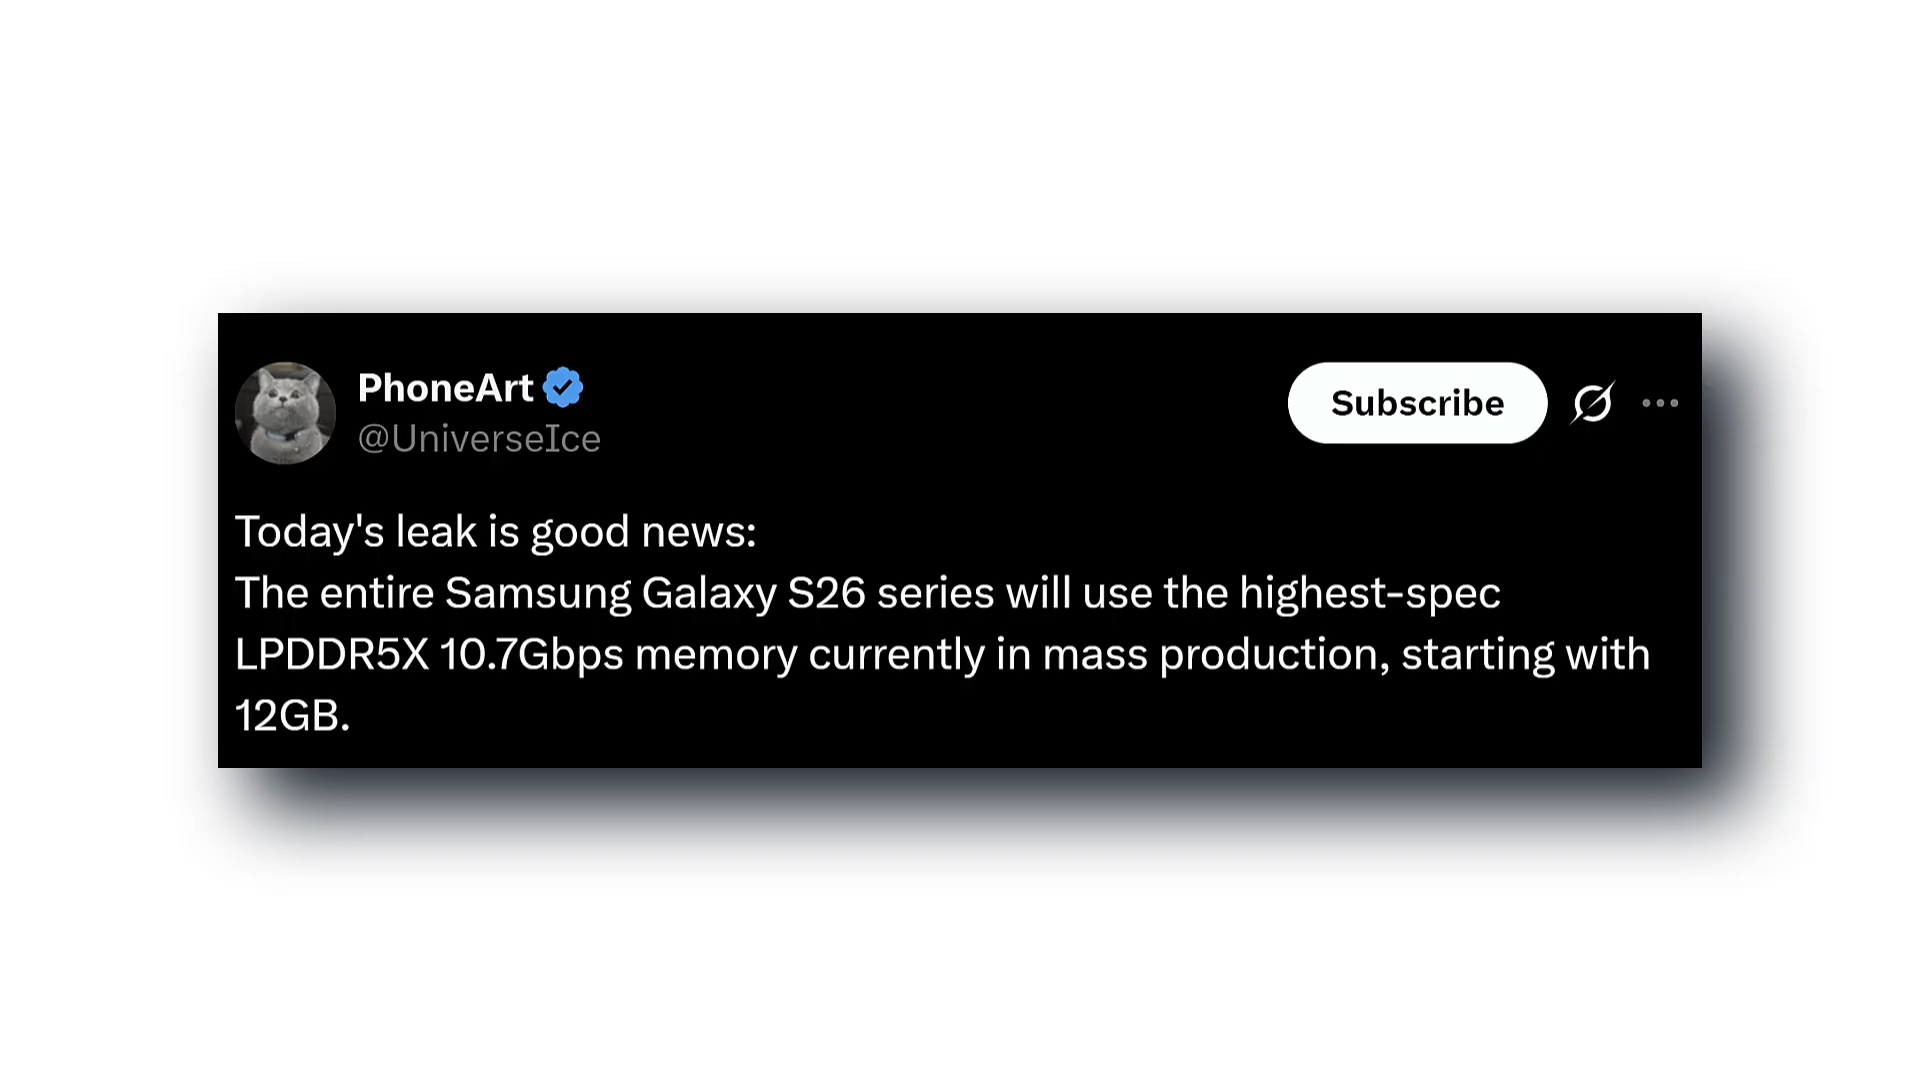 PhoneArt
@UniverseIce
Subscribe
Today's leak is good news:
The entire Samsung Galaxy S26 series will use the highest-spec
LPDDR5X 10.7Gbps memory currently in mass production, starting with
12GB.